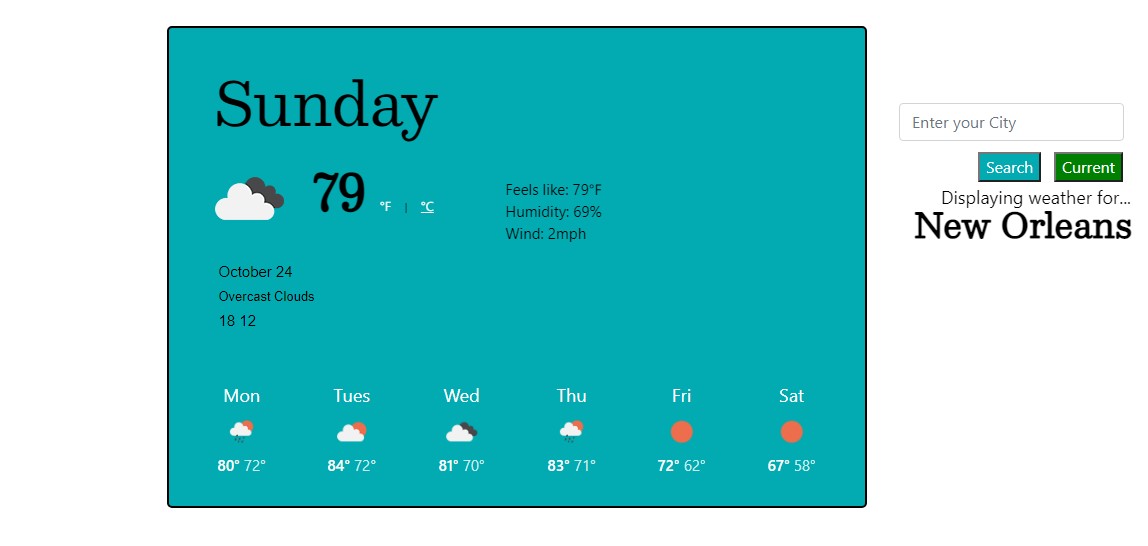 Sunday
79 °F | °C
Feels like: 79°F
Humidity: 69%
Wind: 2mph
October 24
Overcast Clouds
18 12
Mon Tues Wed Thu Fri Sat
80° 72° 84° 72° 81° 70° 83° 71° 72° 62° 67° 58°
Enter your City
Search Current
Displaying weather for...
New Orleans